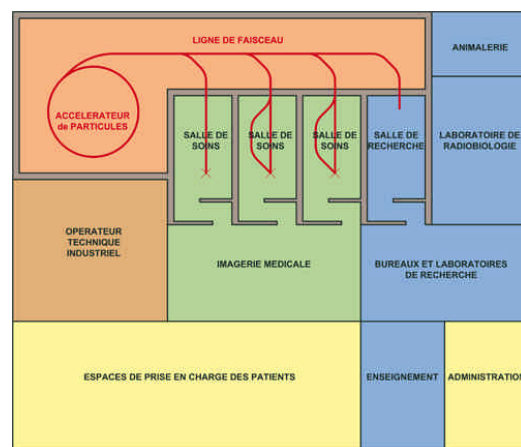 LIGNE DE FAISCEAU
ANIMALERIE
ACCELERATEUR
de PARTICULES
SALLE DE
SOINS
SALLE DE
SOINS
SALLE DE
SOINS
SALLE DE
RECHERCHE
LABORATOIRE DE
RADIOBIOLOGIE
OPERATEUR
TECHNIQUE
INDUSTRIEL
IMAGERIE MEDICALE
BUREAUX ET LABORATOIRES
DE RECHERCHE
ESPACES DE PRISE EN CHARGE DES PATIENTS
ENSEIGNEMENT
ADMINISTRATION